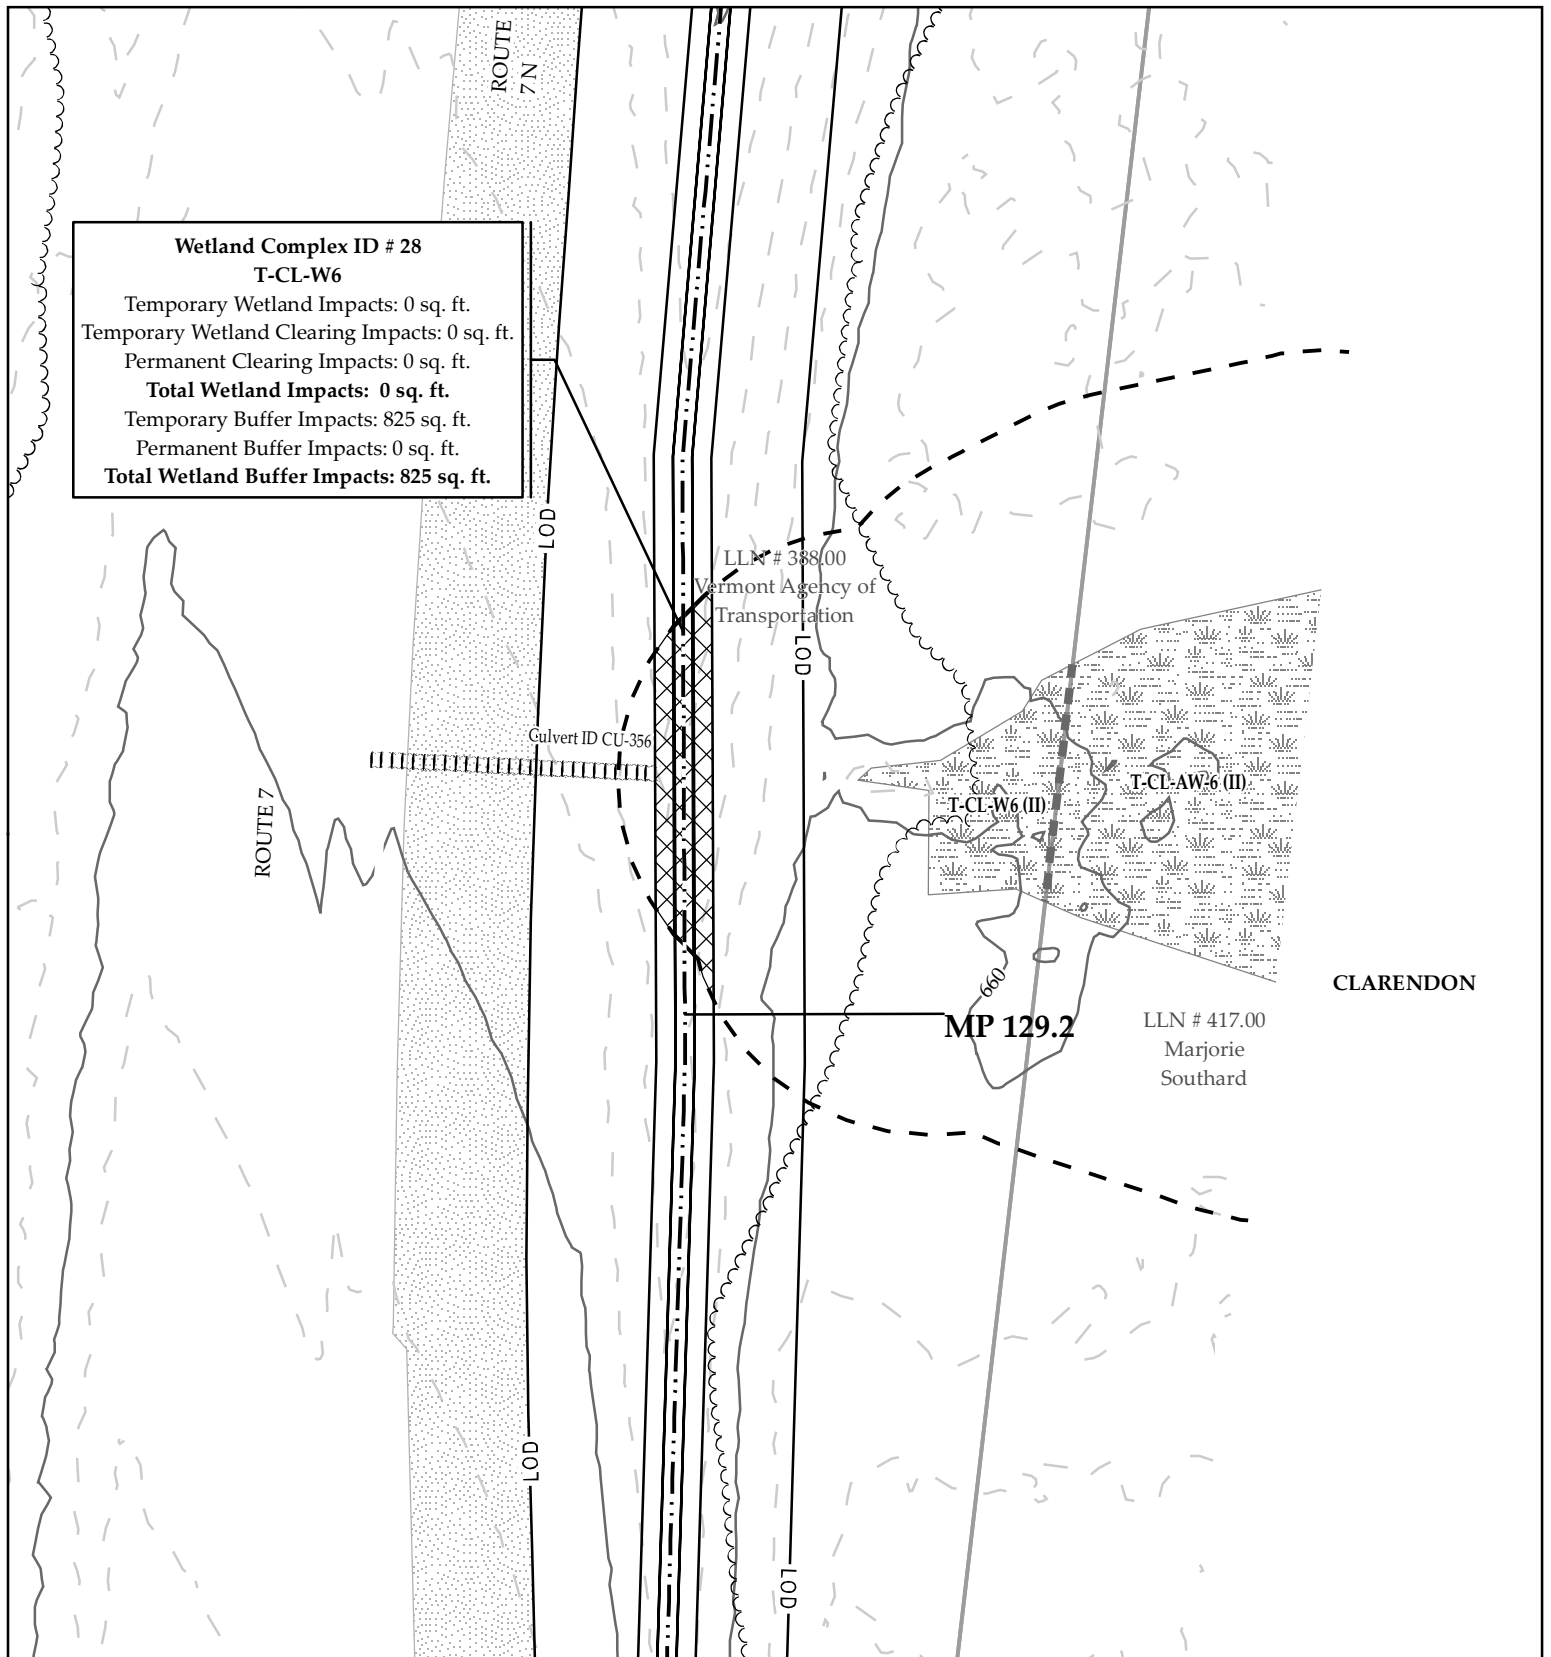 ROUTE
7 N
Wetland Complex ID # 28
T-CL-W6
Temporary Wetland Impacts: 0 sq. ft.
Temporary Wetland Clearing Impacts: 0 sq. ft.
Permanent Clearing Impacts: 0 sq. ft.
Total Wetland Impacts:  0 sq. ft.
Temporary Buffer Impacts: 825 sq. ft.
Permanent Buffer Impacts: 0 sq. ft.
Total Wetland Buffer Impacts: 825 sq. ft.
LOD
LLN # 388.00
Vermont Agency of
Transportation
LOD
Culvert ID CU-356
T-CL-W6 (II)
T-CL-AW-6 (II)
ROUTE 7
660
CLARENDON
MP 129.2
LLN # 417.00
Marjorie
Southard
LOD
LOD